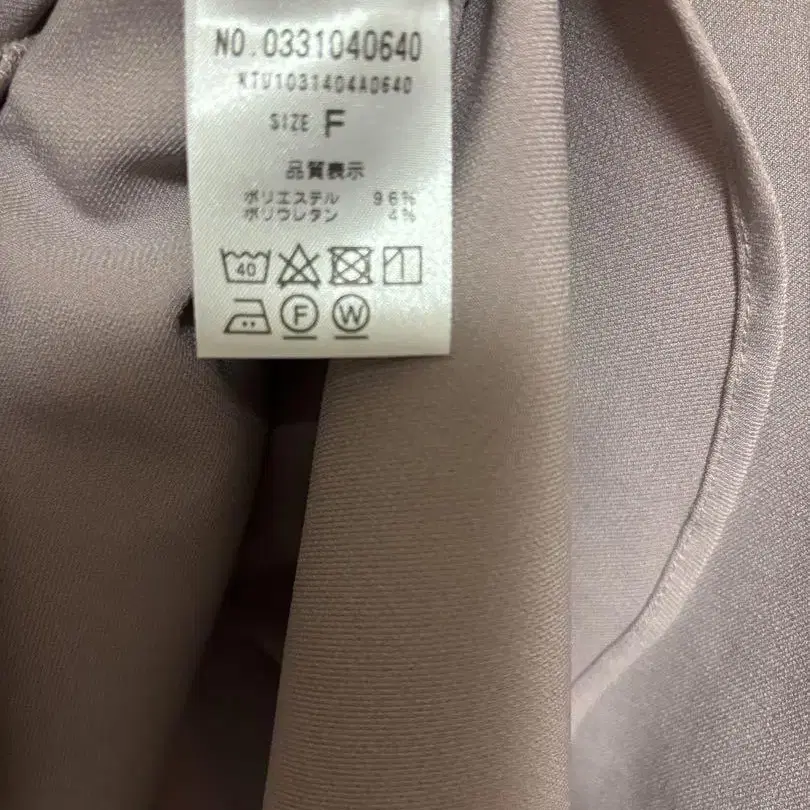 NO.0331040640
KTU1031404A0640
SIZE F
品質表示
ポリエステル 96%
ポリウレタン 4%
40
F W